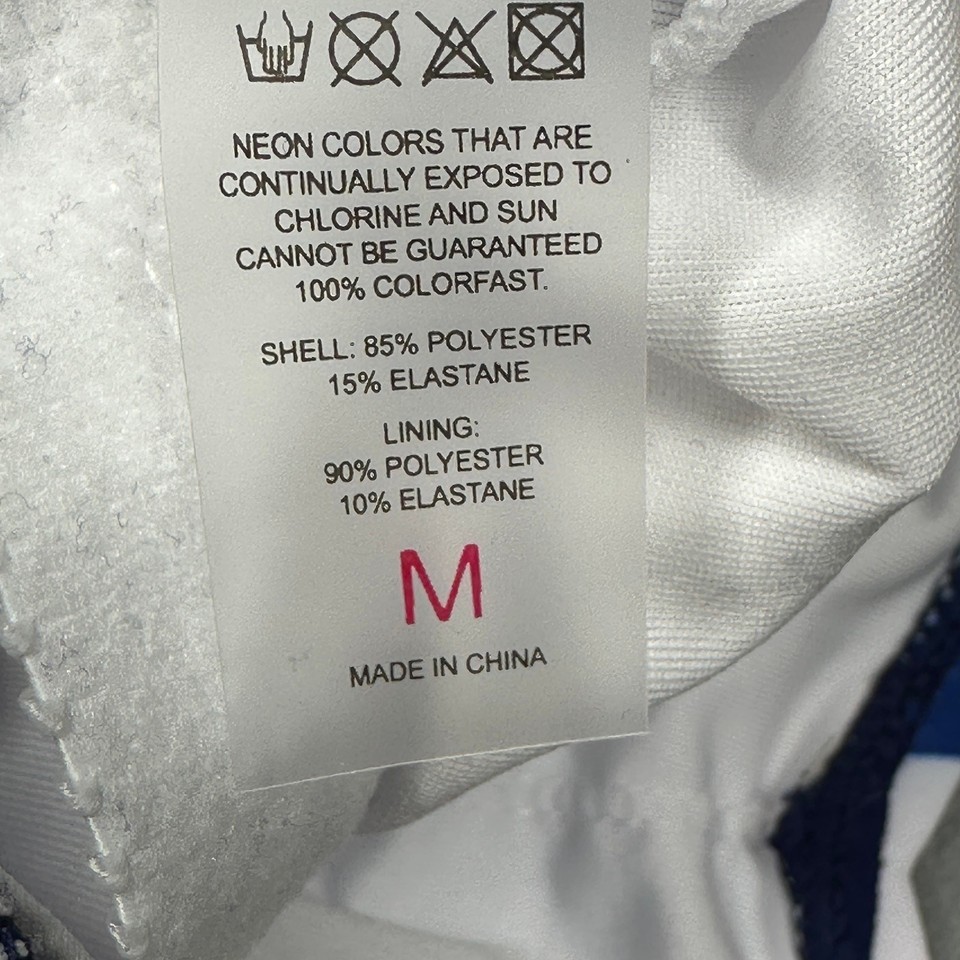 NEON COLORS THAT ARE
CONTINUALLY EXPOSED TO
CHLORINE AND SUN
CANNOT BE GUARANTEED
100% COLORFAST.
SHELL: 85% POLYESTER
15% ELASTANE
LINING:
90% POLYESTER
10% ELASTANE
M
MADE IN CHINA